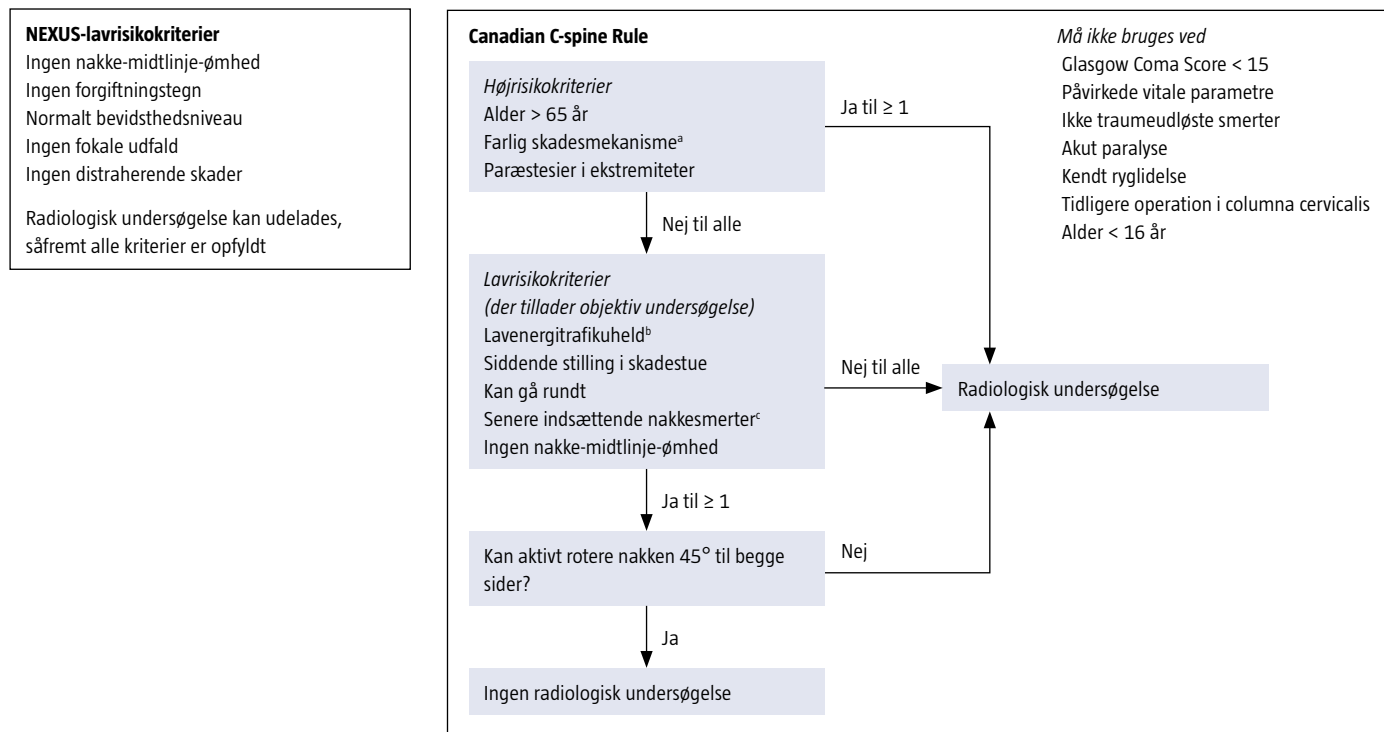 NEXUS-lavrisikokriterier
Ingen nakke-midtlinje-ømhed
Ingen forgiftningstegn
Normalt bevidsthedsniveau
Ingen fokale udfald
Ingen distraherende skader
Radiologisk undersøgelse kan udelades,
såfremt alle kriterier er opfyldt
Canadian C-spine Rule
Højrisikokriterier
Alder > 65 år
Farlig skadesmekanismeᵃ
Paræstesier i ekstremiteter
Ja til ≥ 1
Nej til alle
Lavrisikokriterier
(der tillader objektiv undersøgelse)
Lavenergitrafikuheldᵇ
Siddende stilling i skadestue
Kan gå rundt
Senere indsættende nakkesmerterᶜ
Ingen nakke-midtlinje-ømhed
Nej til alle
Radiologisk undersøgelse
Ja til ≥ 1
Kan aktivt rotere nakken 45° til begge
sider?
Nej
Ja
Ingen radiologisk undersøgelse
Må ikke bruges ved
Glasgow Coma Score < 15
Påvirkede vitale parametre
Ikke traumeudløste smerter
Akut paralyse
Kendt ryglidelse
Tidligere operation i columna cervicalis
Alder < 16 år